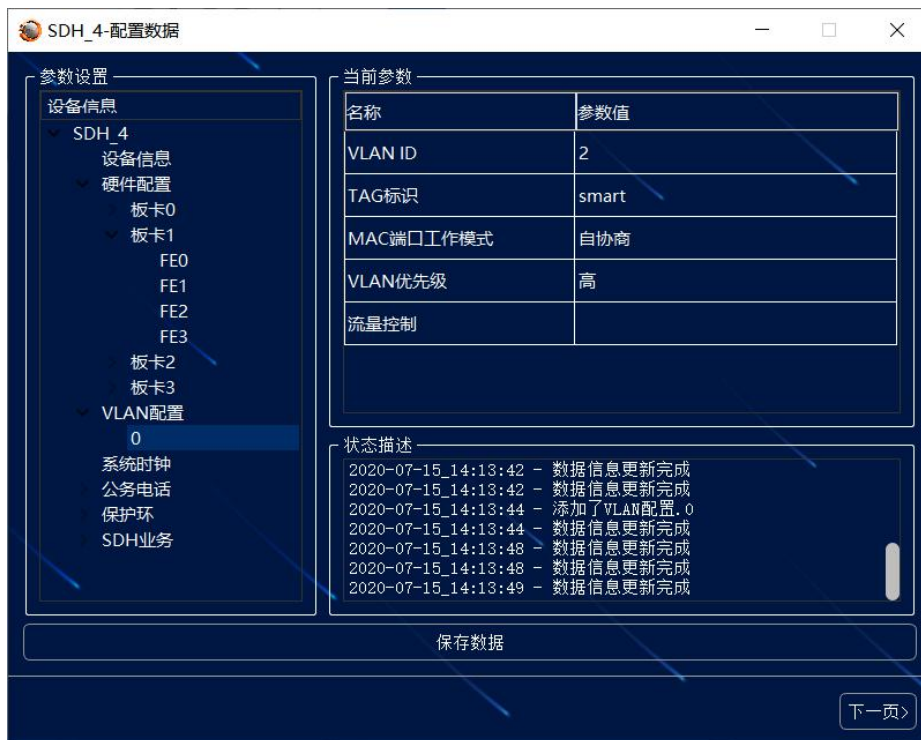 SDH_4-配置数据
参数设置
设备信息
SDH_4
设备信息
硬件配置
板卡0
板卡1
FE0
FE1
FE2
FE3
板卡2
板卡3
VLAN配置
0
系统时钟
公务电话
保护环
SDH业务
当前参数
名称 参数值
VLAN ID 2
TAG标识 smart
MAC端口工作模式 自协商
VLAN优先级 高
流量控制
状态描述
2020-07-15_14:13:42 - 数据信息更新完成
2020-07-15_14:13:42 - 数据信息更新完成
2020-07-15_14:13:44 - 添加了VLAN配置.0
2020-07-15_14:13:44 - 数据信息更新完成
2020-07-15_14:13:48 - 数据信息更新完成
2020-07-15_14:13:48 - 数据信息更新完成
2020-07-15_14:13:49 - 数据信息更新完成
保存数据
下一页>